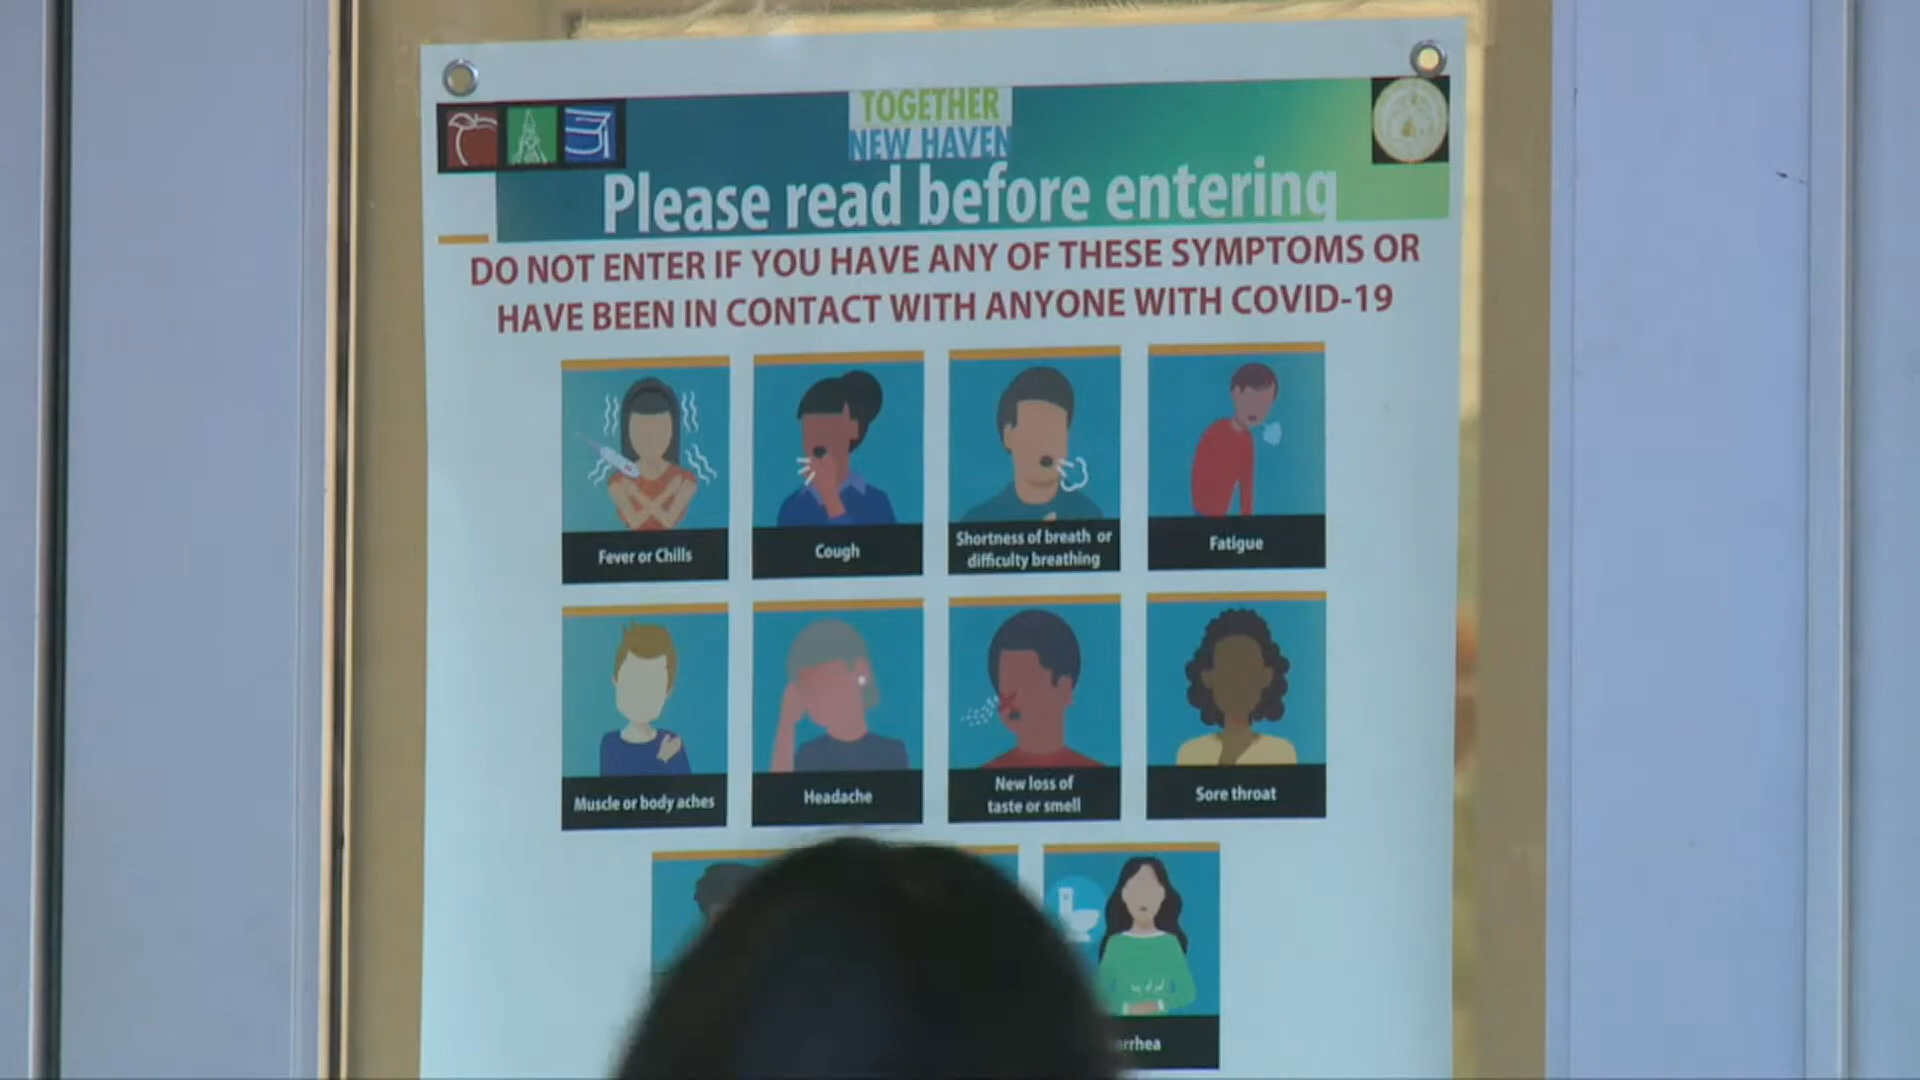 TOGETHER
NEW HAVEN
Please read before entering
DO NOT ENTER IF YOU HAVE ANY OF THESE SYMPTOMS OR
HAVE BEEN IN CONTACT WITH ANYONE WITH COVID-19
Fever or Chills
Cough
Shortness of breath or
difficulty breathing
Fatigue
Muscle or body aches
Headache
New loss of
taste or smell
Sore throat
arrhea